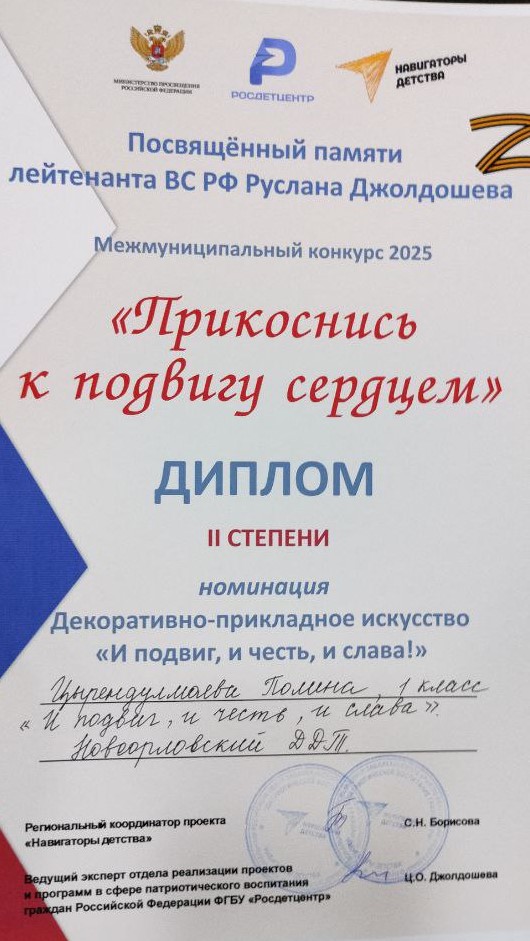 МИНИСТЕРСТВО ПРОСВЕЩЕНИЯ
РОССИЙСКОЙ ФЕДЕРАЦИИ
РОСДЕТЦЕНТР
НАВИГАТОРЫ
ДЕТСТВА
Посвящённый памяти
лейтенанта ВС РФ Руслана Джолдошева
Межмуниципальный конкурс 2025
«Прикоснись
к подвигу сердцем»
ДИПЛОМ
II СТЕПЕНИ
номинация
Декоративно-прикладное искусство
«И подвиг, и честь, и слава!»
Цырендулмаева Полина, 1 класс
«И подвиг, и честь, и слава».
Новоорловский ДДТ.
Региональный координатор проекта
«Навигаторы детства»
С.Н. Борисова
Ведущий эксперт отдела реализации проектов
и программ в сфере патриотического воспитания
граждан Российской Федерации ФГБУ «Росдетцентр»
Ц.О. Джолдошева